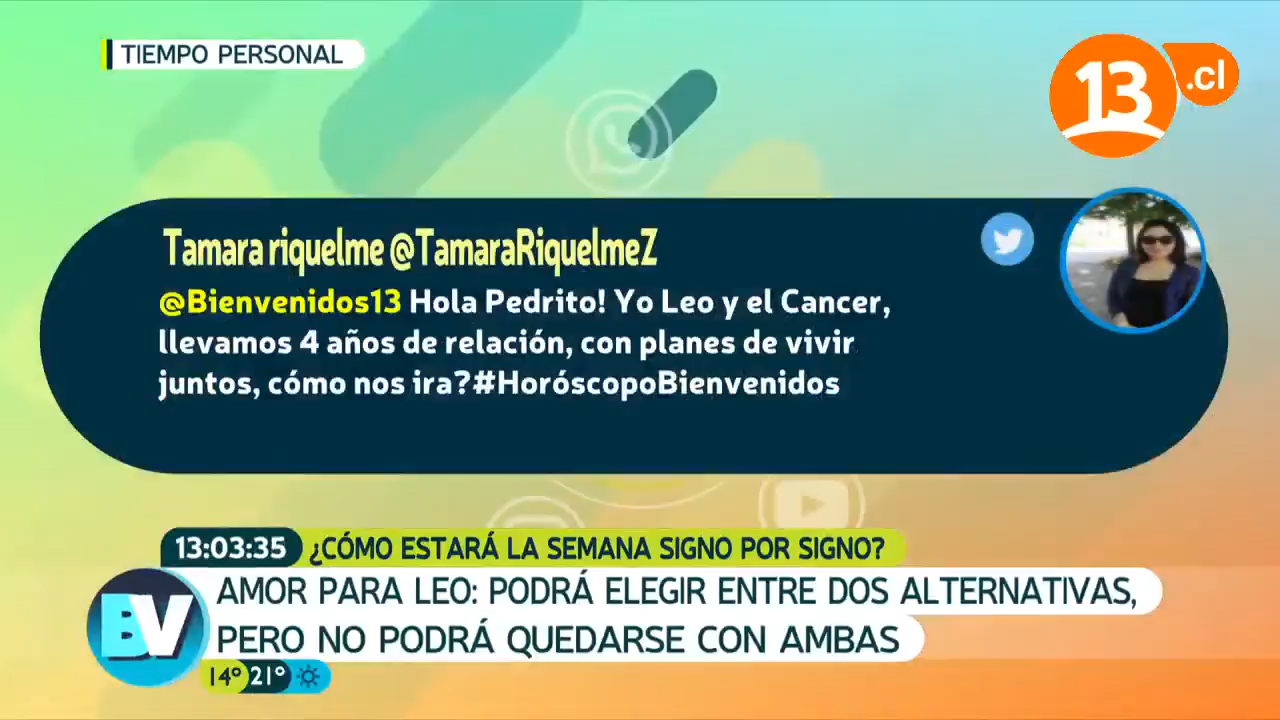 TIEMPO PERSONAL
13.cl
Tamara riquelme @TamaraRiquelmeZ
@Bienvenidos13 Hola Pedrito! Yo Leo y el Cancer,
llevamos 4 años de relación, con planes de vivir
juntos, cómo nos ira?#HoróscopoBienvenidos
13:03:35 ¿CÓMO ESTARÁ LA SEMANA SIGNO POR SIGNO?
AMOR PARA LEO: PODRÁ ELEGIR ENTRE DOS ALTERNATIVAS,
PERO NO PODRÁ QUEDARSE CON AMBAS
BV
14° 21°